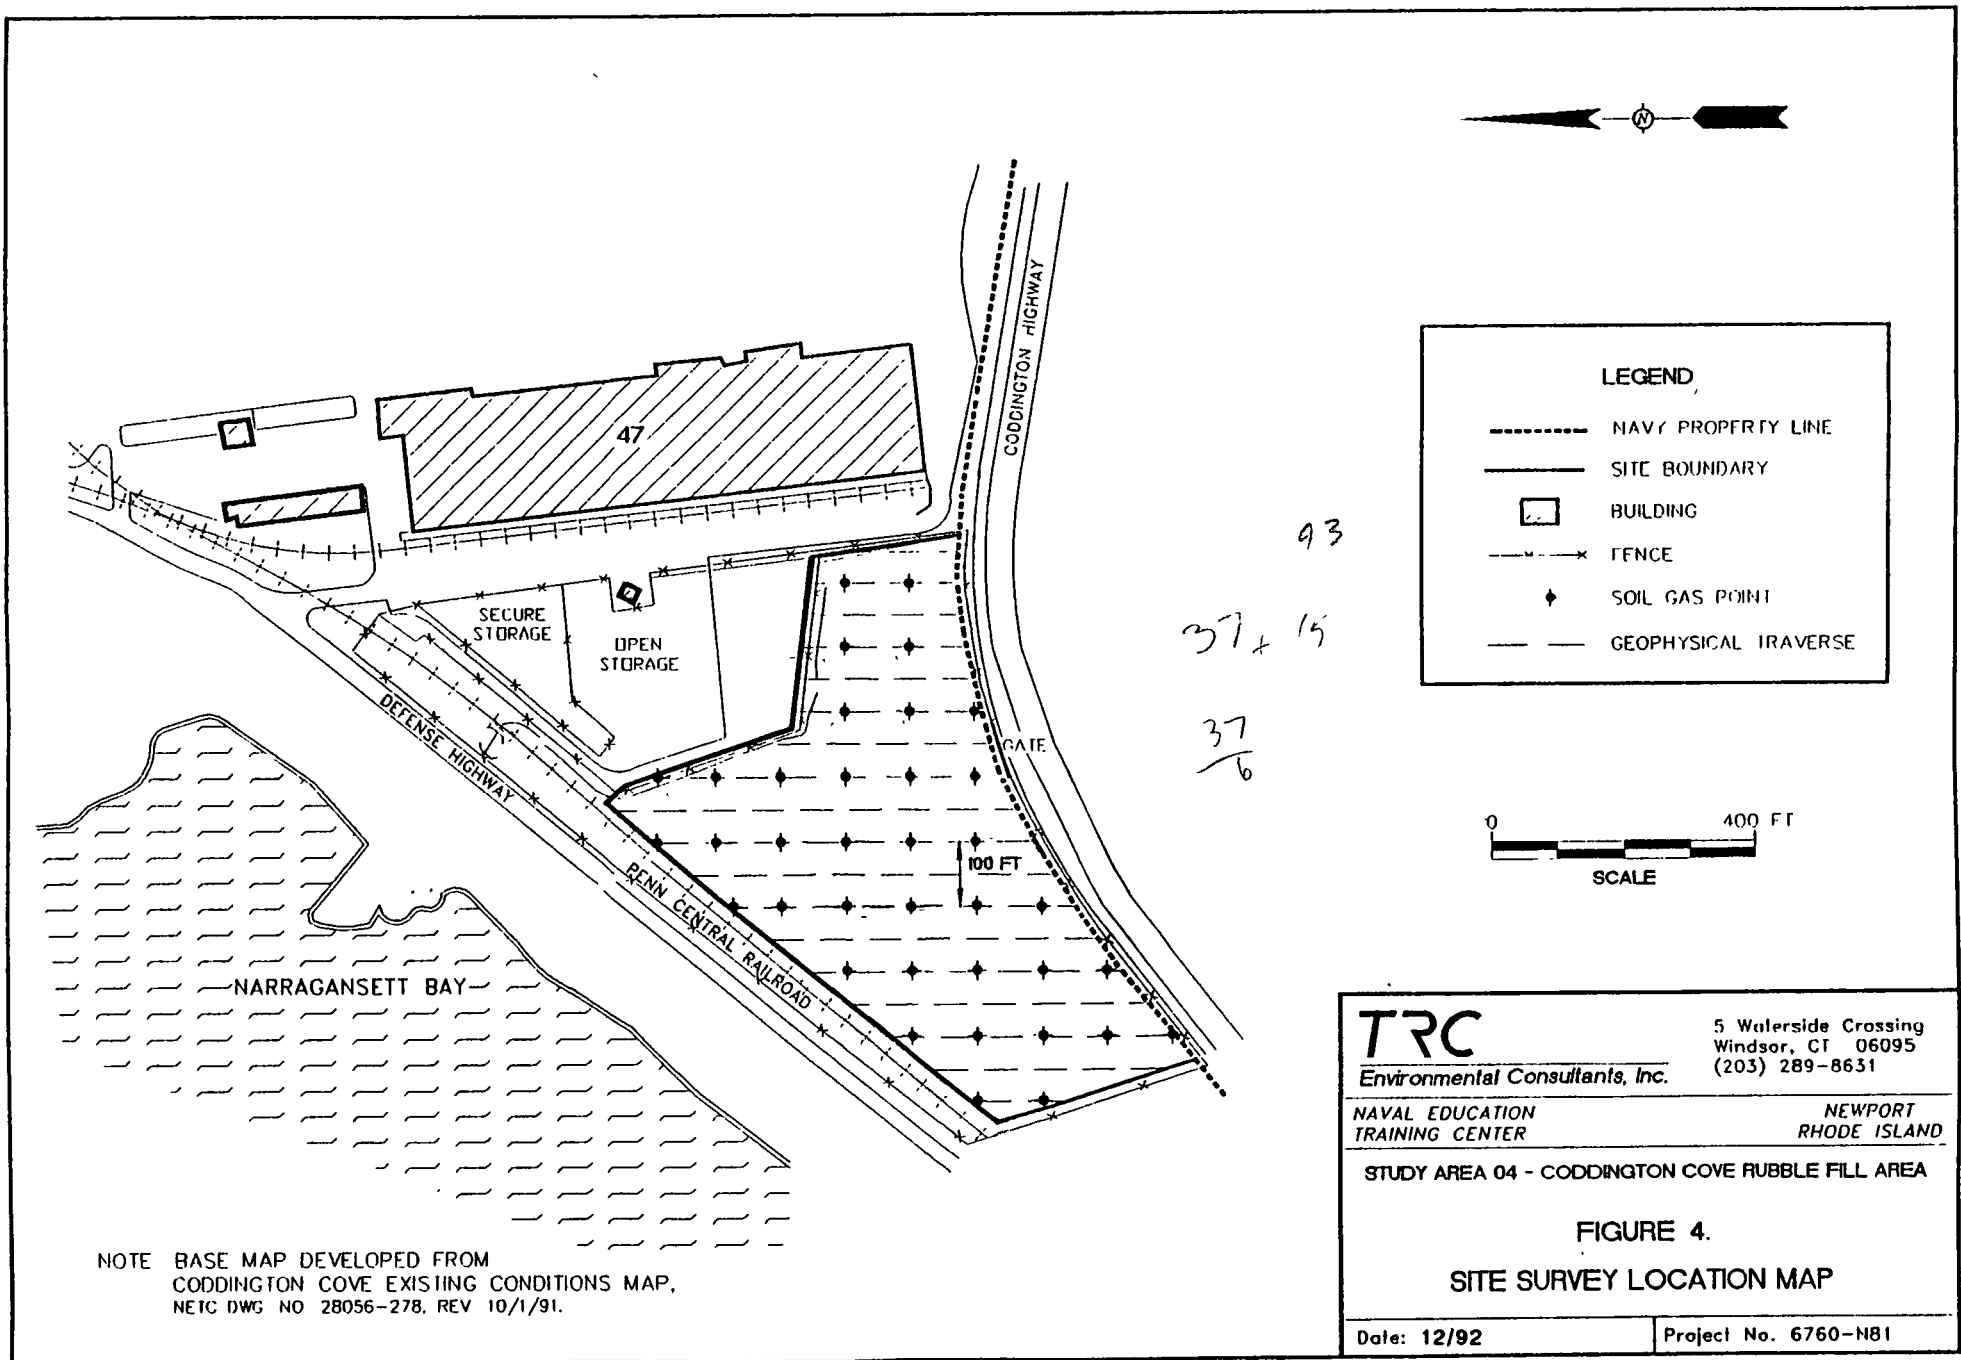 N
CODDINGTON HIGHWAY
47
SECURE
STORAGE
OPEN
STORAGE
DEFENSE HIGHWAY
GATE
100 FT
PENN CENTRAL RAILROAD
NARRAGANSETT BAY
93
37 + 15
37
6
LEGEND
NAVY PROPERTY LINE
SITE BOUNDARY
BUILDING
FENCE
SOIL GAS POINT
GEOPHYSICAL TRAVERSE
0 400 FT
SCALE
NOTE BASE MAP DEVELOPED FROM
CODDINGTON COVE EXISTING CONDITIONS MAP,
NETC DWG NO 28056-278, REV 10/1/91.
TRC
Environmental Consultants, Inc.
5 Waterside Crossing
Windsor, CT 06095
(203) 289-8631
NAVAL EDUCATION
TRAINING CENTER
NEWPORT
RHODE ISLAND
STUDY AREA 04 - CODDINGTON COVE RUBBLE FILL AREA
FIGURE 4.
SITE SURVEY LOCATION MAP
Date: 12/92
Project No. 6760-N81